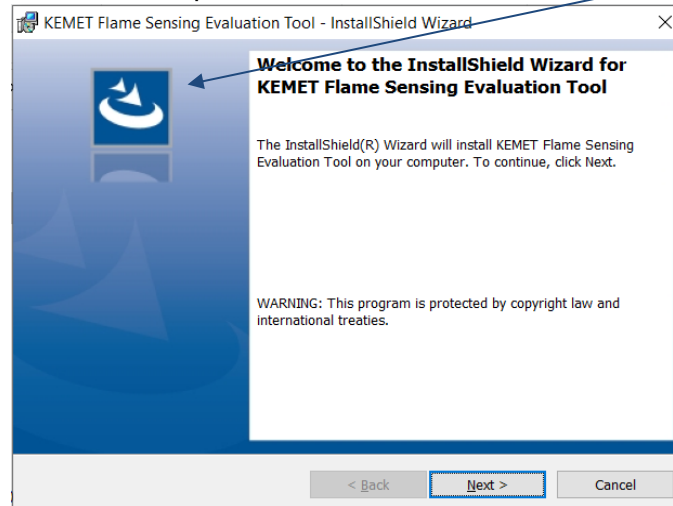 KEMET Flame Sensing Evaluation Tool - InstallShield Wizard
Welcome to the InstallShield Wizard for
KEMET Flame Sensing Evaluation Tool
The InstallShield(R) Wizard will install KEMET Flame Sensing
Evaluation Tool on your computer. To continue, click Next.
WARNING: This program is protected by copyright law and
international treaties.
< Back
Next >
Cancel